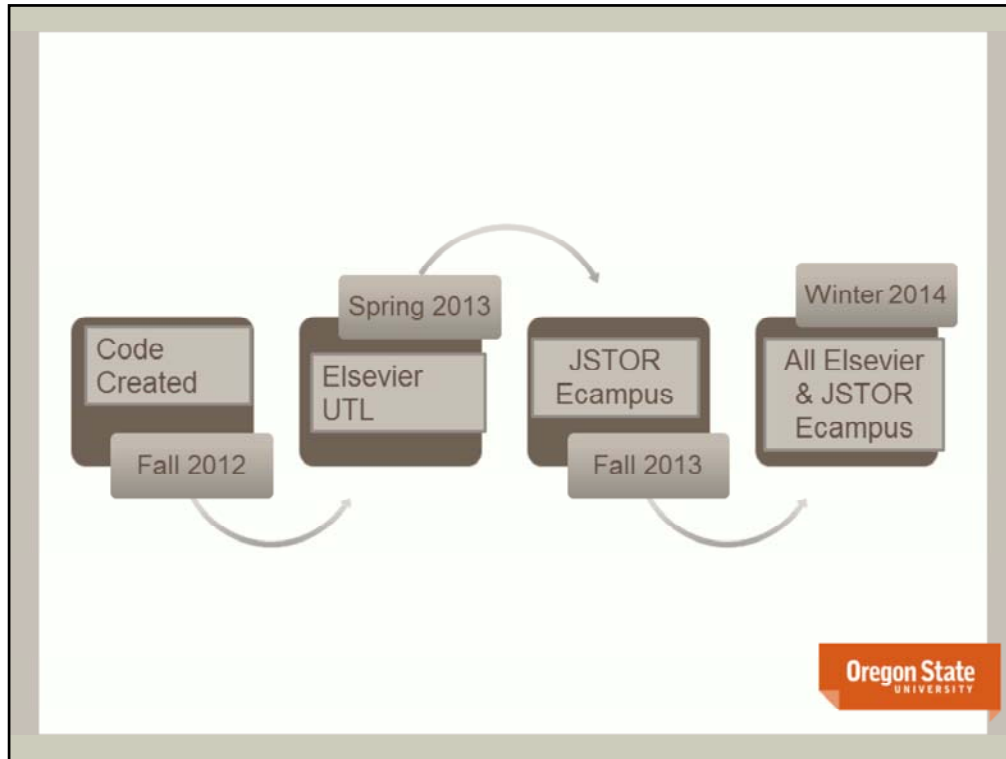 Code
Created
Fall 2012
Spring 2013
Elsevier
UTL
JSTOR
Ecampus
Fall 2013
Winter 2014
All Elsevier
& JSTOR
Ecampus
Oregon State
UNIVERSITY